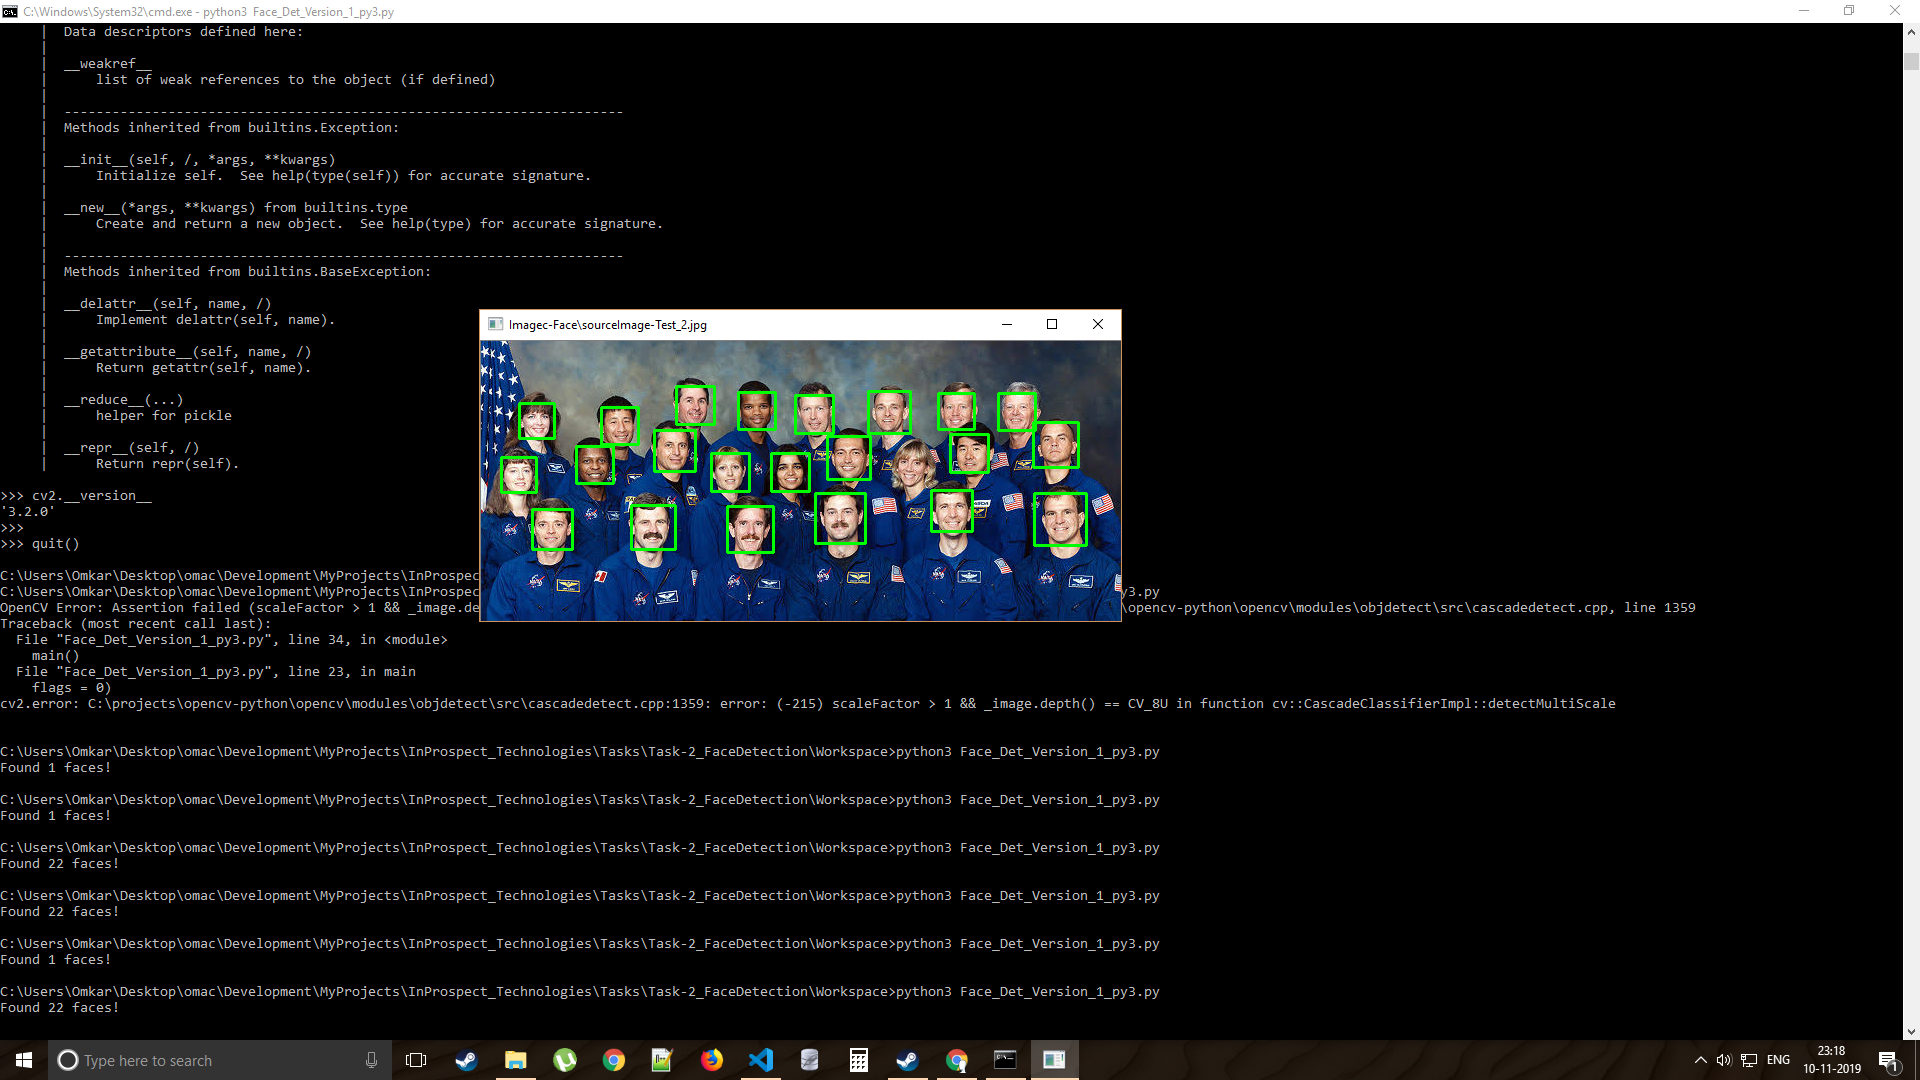 C:\Windows\System32\cmd.exe - python3  Face_Det_Version_1_py3.py
|  Data descriptors defined here:
|
|  __weakref__
|      list of weak references to the object (if defined)
|
|  ----------------------------------------------------------------------
|  Methods inherited from builtins.Exception:
|
|  __init__(self, /, *args, **kwargs)
|      Initialize self.  See help(type(self)) for accurate signature.
|
|  __new__(*args, **kwargs) from builtins.type
|      Create and return a new object.  See help(type) for accurate signature.
|
|  ----------------------------------------------------------------------
|  Methods inherited from builtins.BaseException:
|
|  __delattr__(self, name, /)
|      Implement delattr(self, name).
|
|  __getattribute__(self, name, /)
|      Return getattr(self, name).
|
|  __reduce__(...)
|      helper for pickle
|
|  __repr__(self, /)
|      Return repr(self).
>>> cv2.__version__
'3.2.0'
>>>
>>> quit()
Imagec-Face\sourceImage-Test_2.jpg
C:\Users\Omkar\Desktop\omac\Development\MyProjects\InProspec
C:\Users\Omkar\Desktop\omac\Development\MyProjects\InProspec y3.py
OpenCV Error: Assertion failed (scaleFactor > 1 && _image.de \opencv-python\opencv\modules\objdetect\src\cascadedetect.cpp, line 1359
Traceback (most recent call last):
  File "Face_Det_Version_1_py3.py", line 34, in <module>
    main()
  File "Face_Det_Version_1_py3.py", line 23, in main
    flags = 0)
cv2.error: C:\projects\opencv-python\opencv\modules\objdetect\src\cascadedetect.cpp:1359: error: (-215) scaleFactor > 1 && _image.depth() == CV_8U in function cv::CascadeClassifierImpl::detectMultiScale
C:\Users\Omkar\Desktop\omac\Development\MyProjects\InProspect_Technologies\Tasks\Task-2_FaceDetection\Workspace>python3 Face_Det_Version_1_py3.py
Found 1 faces!
C:\Users\Omkar\Desktop\omac\Development\MyProjects\InProspect_Technologies\Tasks\Task-2_FaceDetection\Workspace>python3 Face_Det_Version_1_py3.py
Found 1 faces!
C:\Users\Omkar\Desktop\omac\Development\MyProjects\InProspect_Technologies\Tasks\Task-2_FaceDetection\Workspace>python3 Face_Det_Version_1_py3.py
Found 22 faces!
C:\Users\Omkar\Desktop\omac\Development\MyProjects\InProspect_Technologies\Tasks\Task-2_FaceDetection\Workspace>python3 Face_Det_Version_1_py3.py
Found 22 faces!
C:\Users\Omkar\Desktop\omac\Development\MyProjects\InProspect_Technologies\Tasks\Task-2_FaceDetection\Workspace>python3 Face_Det_Version_1_py3.py
Found 1 faces!
C:\Users\Omkar\Desktop\omac\Development\MyProjects\InProspect_Technologies\Tasks\Task-2_FaceDetection\Workspace>python3 Face_Det_Version_1_py3.py
Found 22 faces!
Type here to search
ENG
23:18
10-11-2019
1